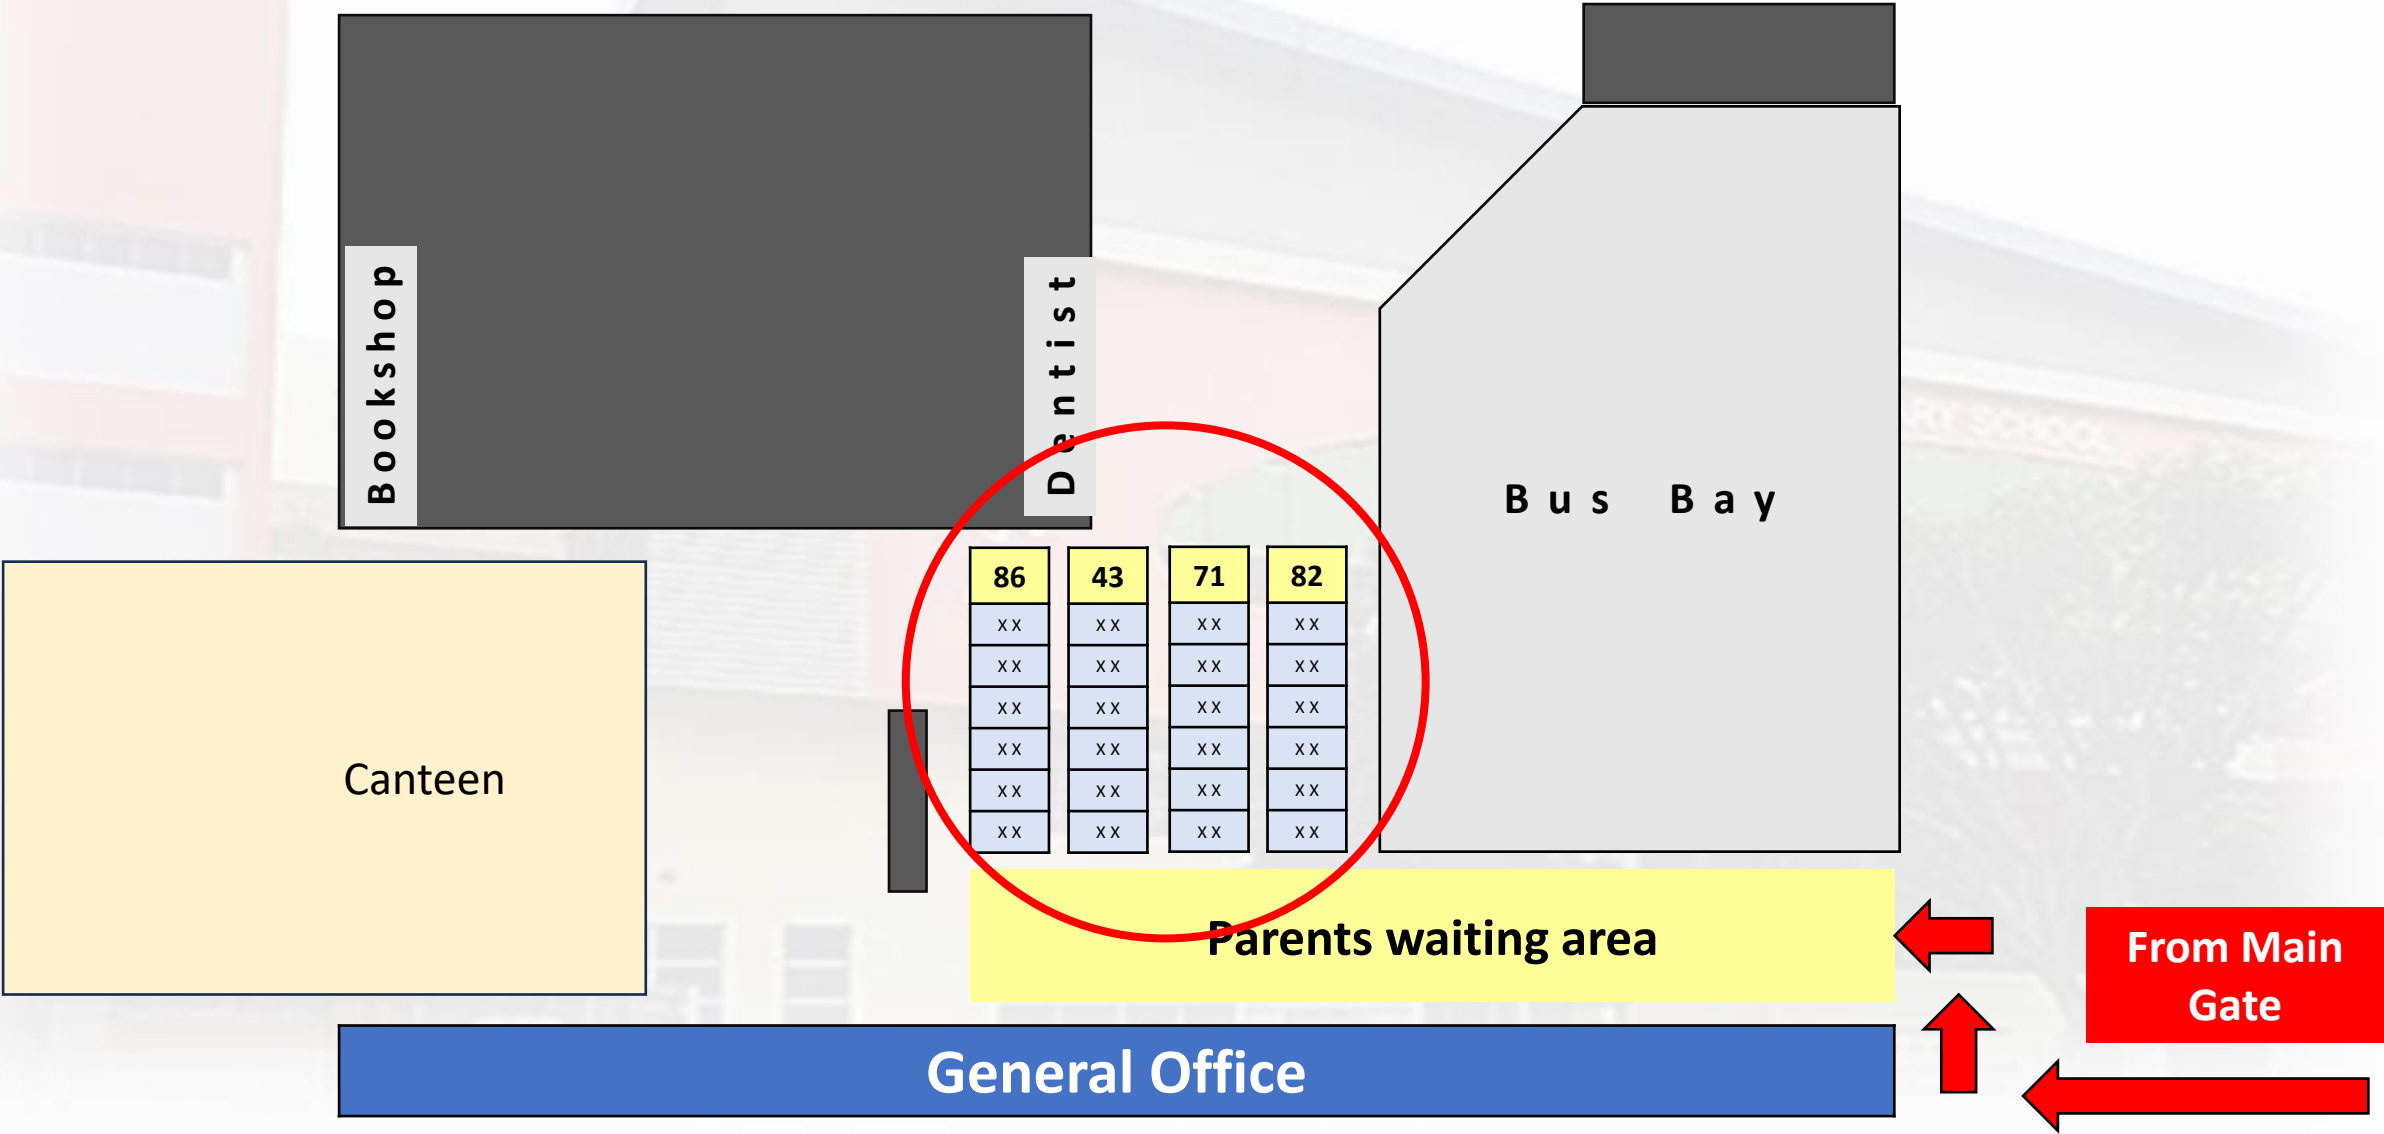 Bookshop
Dentist
Bus Bay
86 43 71 82
xx xx xx xx
xx xx xx xx
xx xx xx xx
xx xx xx xx
xx xx xx xx
xx xx xx xx
Canteen
Parents waiting area
From Main
Gate
General Office
RY SCHOOL